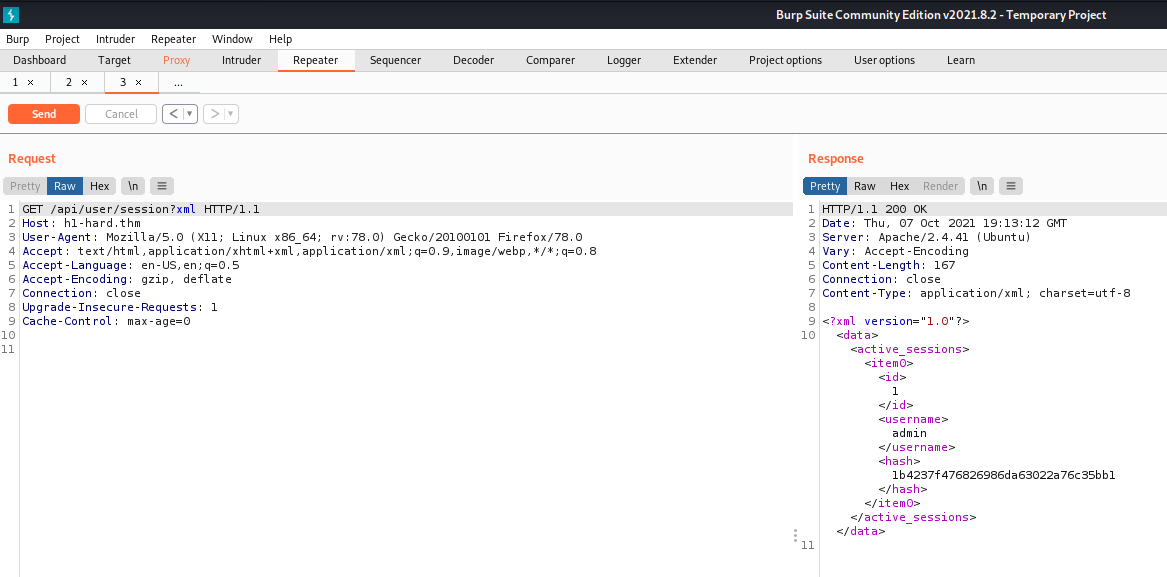 Burp Suite Community Edition v2021.8.2 - Temporary Project
Burp Project Intruder Repeater Window Help
Dashboard Target Proxy Intruder Repeater Sequencer Decoder Comparer Logger Extender Project options User options Learn
1 × 2 × 3 × ...
Send Cancel < ▼ > ▼
Request
Pretty Raw Hex \n ≡
1 GET /api/user/session?xml HTTP/1.1
2 Host: h1-hard.thm
3 User-Agent: Mozilla/5.0 (X11; Linux x86_64; rv:78.0) Gecko/20100101 Firefox/78.0
4 Accept: text/html,application/xhtml+xml,application/xml;q=0.9,image/webp,*/*;q=0.8
5 Accept-Language: en-US,en;q=0.5
6 Accept-Encoding: gzip, deflate
7 Connection: close
8 Upgrade-Insecure-Requests: 1
9 Cache-Control: max-age=0
10
11
Response
Pretty Raw Hex Render \n ≡
1 HTTP/1.1 200 OK
2 Date: Thu, 07 Oct 2021 19:13:12 GMT
3 Server: Apache/2.4.41 (Ubuntu)
4 Vary: Accept-Encoding
5 Content-Length: 167
6 Connection: close
7 Content-Type: application/xml; charset=utf-8
8
9 <?xml version="1.0"?>
10 <data>
<active_sessions>
<item0>
<id>
1
</id>
<username>
admin
</username>
<hash>
1b4237f476826986da63022a76c35bb1
</hash>
</item0>
</active_sessions>
</data>
11